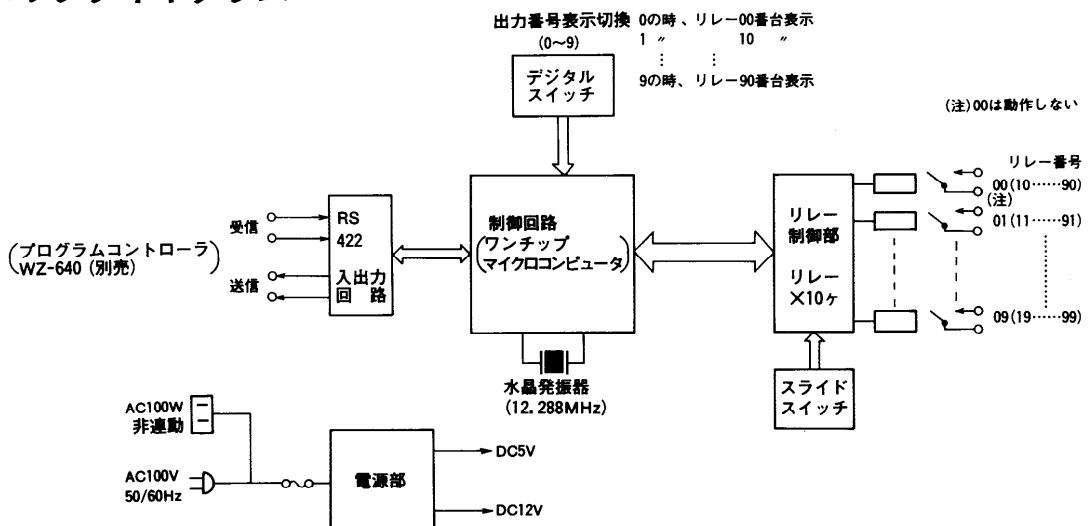 出力番号表示切換 0の時、リレー00番台表示
(0〜9) 1 〃 10 〃
⋮ ⋮
9の時、リレー90番台表示
デジタル
スイッチ
(注)00は動作しない
リレー番号
00(10……90)
(注)
01(11……91)
09(19……99)
リレー
制御部
リレー
×10ヶ
スライド
スイッチ
制御回路
(ワンチップ
マイクロコンピュータ)
水晶発振器
(12.288MHz)
RS
422
入出力
回 路
受信
送信
(プログラムコントローラ
WZ-640 (別売))
AC100W
非連動
AC100V
50/60Hz
電源部
DC5V
DC12V